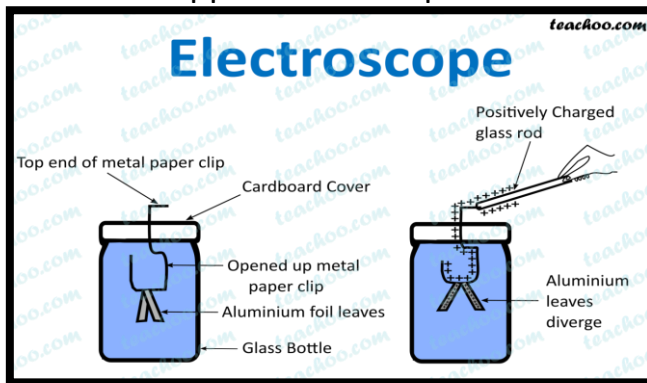 teachoo.com
Electroscope
Positively Charged
glass rod
Top end of metal paper clip
Cardboard Cover
Opened up metal
paper clip
Aluminium foil leaves
Glass Bottle
Aluminium
leaves
diverge